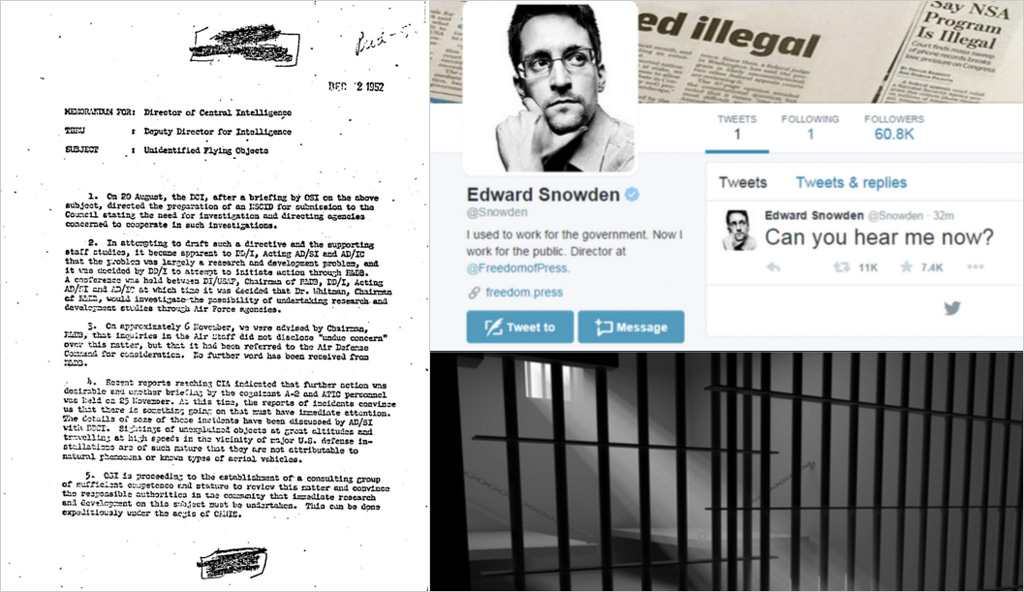 DEC 2 1952
MEMORANDUM FOR: Director of Central Intelligence
THRU : Deputy Director for Intelligence
SUBJECT : Unidentified Flying Objects
1. On 20 August, the DCI, after a briefing by OSI on the above
subject, directed the preparation of an NSCID for submission to the
Council stating the need for investigation and directing agencies
concerned to cooperate in such investigations.
2. In attempting to draft such a directive and the supporting
staff studies, it became apparent to DD/I, Acting AD/SI and AD/IC
that the problem was largely a research and development problem, and
it was decided by DD/I to attempt to initiate action through
A conference was held between DI/USAF, Chairman of DD/I, Acting
AD/SI and AD/IC at which time it was decided that Dr. Whitman, Chairman
of would investigate the possibility of undertaking research and
development studies through Air Force agencies.
3. On approximately 6 November, we were advised by Chairman,
that inquiries in the Air Staff did not disclose "undue concern"
over this matter, but that it had been referred to the Air Defense
Command for consideration. No further word has been received from
4. Recent reports reaching CIA indicated that further action was
desirable and another briefing by the cognizant A-2 and ATIC personnel
was held on 25 November. At this time, the reports of incidents convince
us that there is something going on that must have immediate attention.
The details of some of these incidents have been discussed by AD/SI
with DDCI. Sightings of unexplained objects at great altitudes and
travelling at high speeds in the vicinity of major U.S. defense in-
stallations are of such nature that they are not attributable to
natural phenomena or known types of aerial vehicles.
5. OSI is proceeding to the establishment of a consulting group
of sufficient competence and stature to review this matter and convince
the responsible authorities in the community that immediate research
and development on this subject must be undertaken. This can be done
expeditiously under the aegis of
ed illegal
Say NSA
Program
Is Illegal
TWEETS
1
FOLLOWING
1
FOLLOWERS
60.8K
Edward Snowden
@Snowden
I used to work for the government. Now I
work for the public. Director at
@FreedomofPress.
freedom.press
Tweet to
Message
Tweets Tweets & replies
Edward Snowden @Snowden · 32m
Can you hear me now?
11K 7.4K